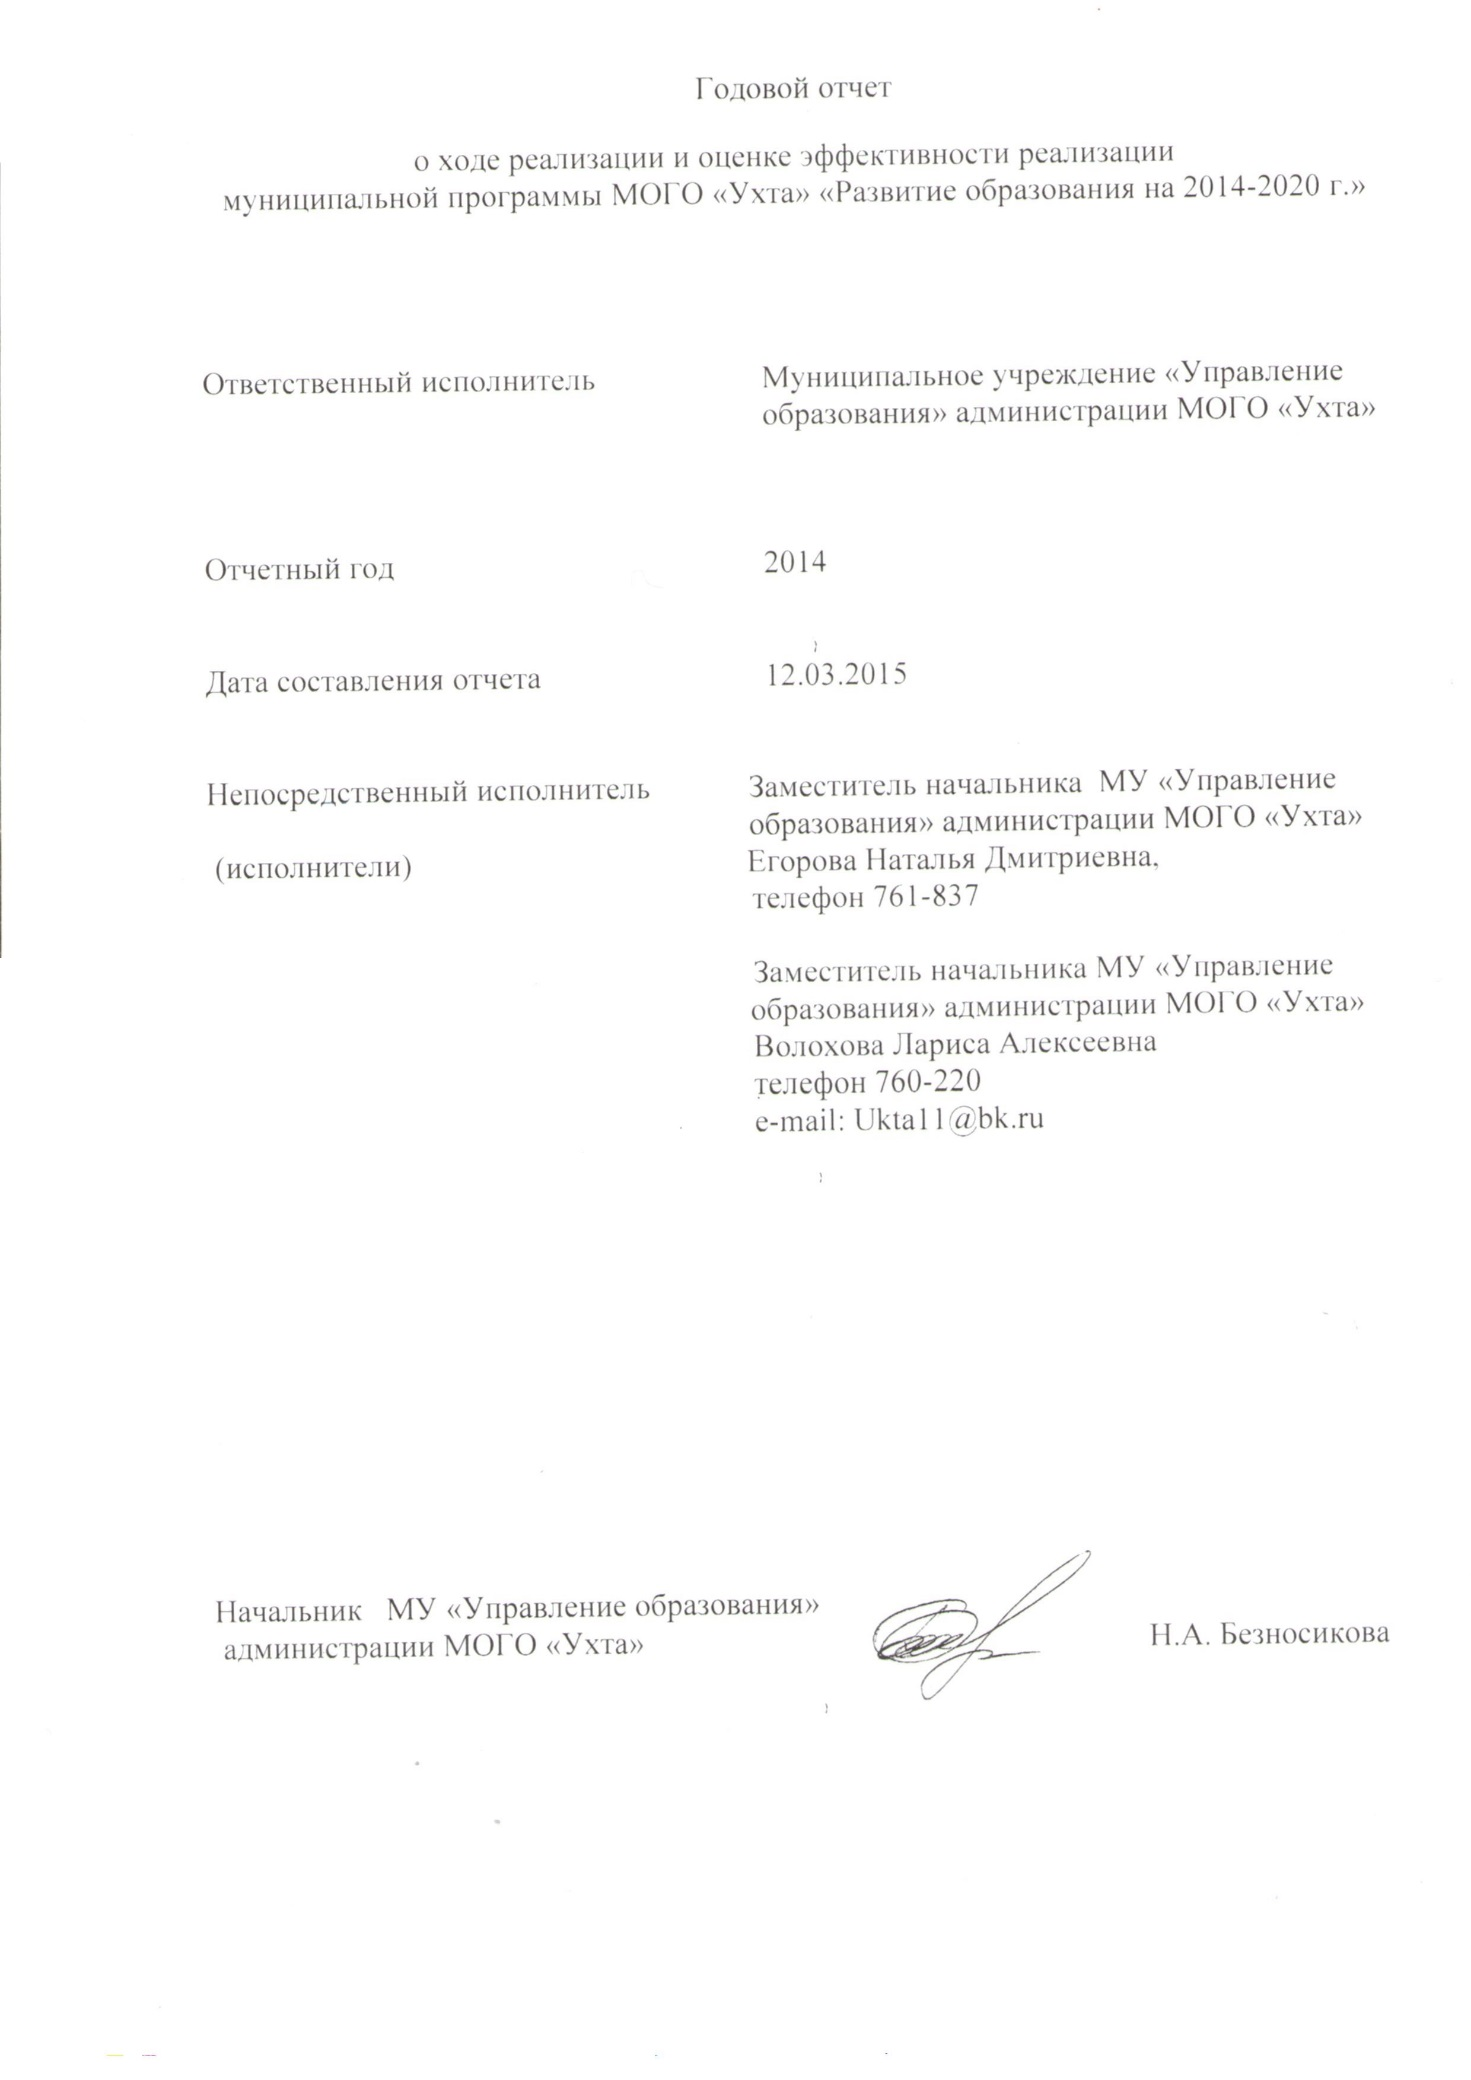 Годовой отчет
о ходе реализации и оценке эффективности реализации
муниципальной программы МОГО «Ухта» «Развитие образования на 2014-2020 г.»
Ответственный исполнитель
Муниципальное учреждение «Управление
образования» администрации МОГО «Ухта»
Отчетный год
2014
Дата составления отчета
12.03.2015
Непосредственный исполнитель
(исполнители)
Заместитель начальника МУ «Управление
образования» администрации МОГО «Ухта»
Егорова Наталья Дмитриевна,
телефон 761-837
Заместитель начальника МУ «Управление
образования» администрации МОГО «Ухта»
Волохова Лариса Алексеевна
телефон 760-220
e-mail: Ukta11@bk.ru
Начальник МУ «Управление образования»
администрации МОГО «Ухта»
Н.А. Безносикова